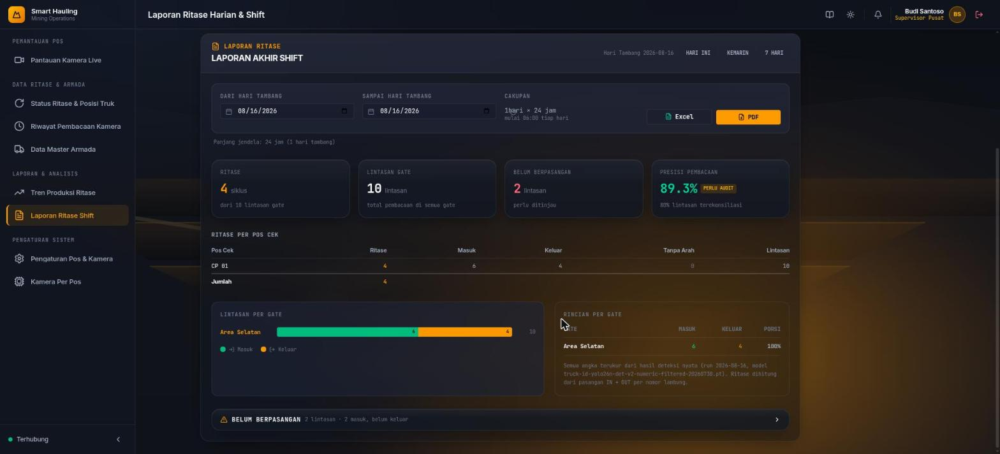 Smart Hauling
Mining Operations
Laporan Ritase Harian & Shift
Budi Santoso
Supervisor Pusat
BS
PEMANTAUAN POS
Pantauan Kamera Live
DATA RITASE & ARMADA
Status Ritase & Posisi Truk
Riwayat Pembacaan Kamera
Data Master Armada
LAPORAN & ANALISIS
Tren Produksi Ritase
Laporan Ritase Shift
PENGATURAN SISTEM
Pengaturan Pos & Kamera
Kamera Per Pos
Terhubung
LAPORAN RITASE
LAPORAN AKHIR SHIFT
Hari Tambang 2026-08-16 HARI INI KEMARIN 7 HARI
DARI HARI TAMBANG SAMPAI HARI TAMBANG CAKUPAN
08/16/2026 08/16/2026 1hari × 24 jam
mulai 06:00 tiap hari
Excel PDF
Panjang jendela: 24 jam (1 hari tambang)
RITASE
4 siklus
dari 10 lintasan gate
LINTASAN GATE
10 lintasan
total pembacaan di semua gate
BELUM BERPASANGAN
2 lintasan
perlu ditinjau
PRESISI PEMBACAAN
89.3% PERLU AUDIT
80% lintasan terekonsiliasi
RITASE PER POS CEK
Pos Cek Ritase Masuk Keluar Tanpa Arah Lintasan
CP 01 4 6 4 0 10
Jumlah 4
LINTASAN PER GATE
Area Selatan 6 4 10
Masuk Keluar
RINCIAN PER GATE
MASUK KELUAR PORSI
Area Selatan 6 4 100%
Semua angka terukur dari hasil deteksi nyata (run 2026-08-16, model
truck-id-yolo26n-det-v2-numeric-filtered-20260730.pt). Ritase dihitung
dari pasangan IN + OUT per nomor lambung.
BELUM BERPASANGAN 2 lintasan · 2 masuk, belum keluar